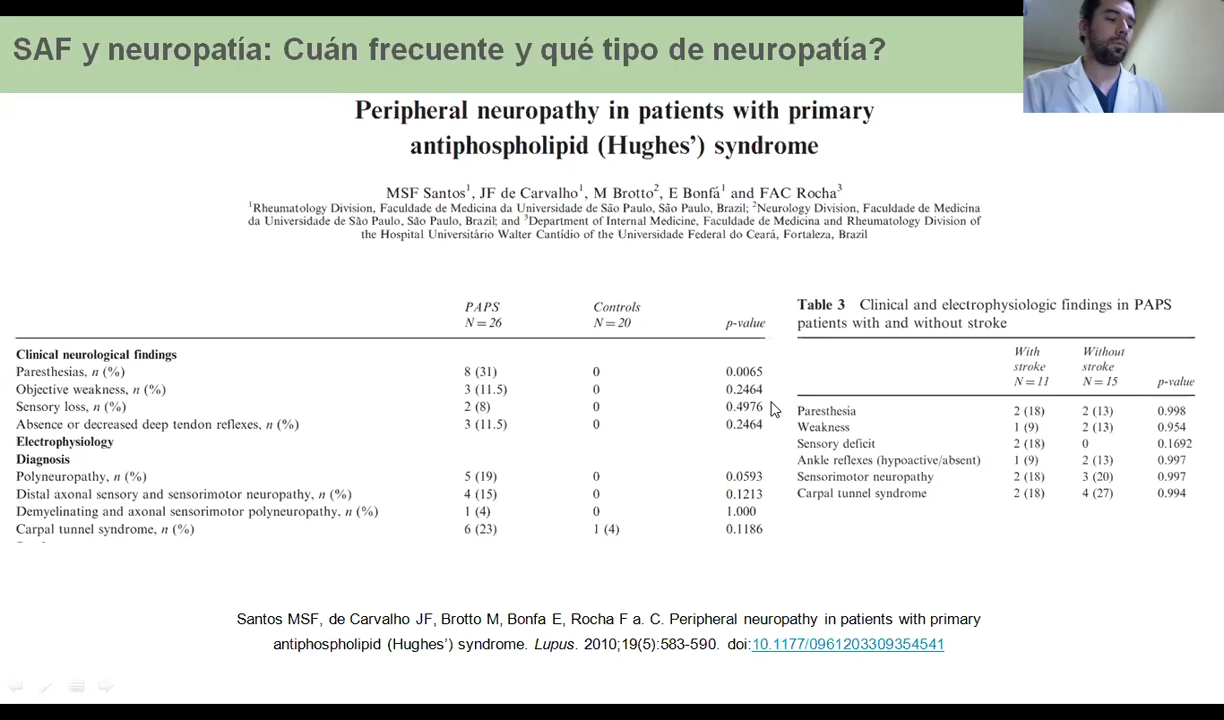 SAF y neuropatía: Cuán frecuente y qué tipo de neuropatía?
Peripheral neuropathy in patients with primary
antiphospholipid (Hughes’) syndrome
MSF Santos1, JF de Carvalho1, M Brotto2, E Bonfá1 and FAC Rocha3
1Rheumatology Division, Faculdade de Medicina da Universidade de São Paulo, São Paulo, Brazil; 2Neurology Division, Faculdade de Medicina
da Universidade de São Paulo, São Paulo, Brazil; and 3Department of Internal Medicine, Faculdade de Medicina and Rheumatology Division of
the Hospital Universitário Walter Cantídio of the Universidade Federal do Ceará, Fortaleza, Brazil
PAPS Controls
N = 26 N = 20 p-value
Clinical neurological findings
Paresthesias, n (%) 8 (31) 0 0.0065
Objective weakness, n (%) 3 (11.5) 0 0.2464
Sensory loss, n (%) 2 (8) 0 0.4976
Absence or decreased deep tendon reflexes, n (%) 3 (11.5) 0 0.2464
Electrophysiology
Diagnosis
Polyneuropathy, n (%) 5 (19) 0 0.0593
Distal axonal sensory and sensorimotor neuropathy, n (%) 4 (15) 0 0.1213
Demyelinating and axonal sensorimotor polyneuropathy, n (%) 1 (4) 0 1.000
Carpal tunnel syndrome, n (%) 6 (23) 1 (4) 0.1186
Table 3 Clinical and electrophysiologic findings in PAPS
patients with and without stroke
With Without
stroke stroke
N = 11 N = 15 p-value
Paresthesia 2 (18) 2 (13) 0.998
Weakness 1 (9) 2 (13) 0.954
Sensory deficit 2 (18) 0 0.1692
Ankle reflexes (hypoactive/absent) 1 (9) 2 (13) 0.997
Sensorimotor neuropathy 2 (18) 3 (20) 0.997
Carpal tunnel syndrome 2 (18) 4 (27) 0.994
Santos MSF, de Carvalho JF, Brotto M, Bonfa E, Rocha F a. C. Peripheral neuropathy in patients with primary
antiphospholipid (Hughes’) syndrome. Lupus. 2010;19(5):583-590. doi:10.1177/0961203309354541